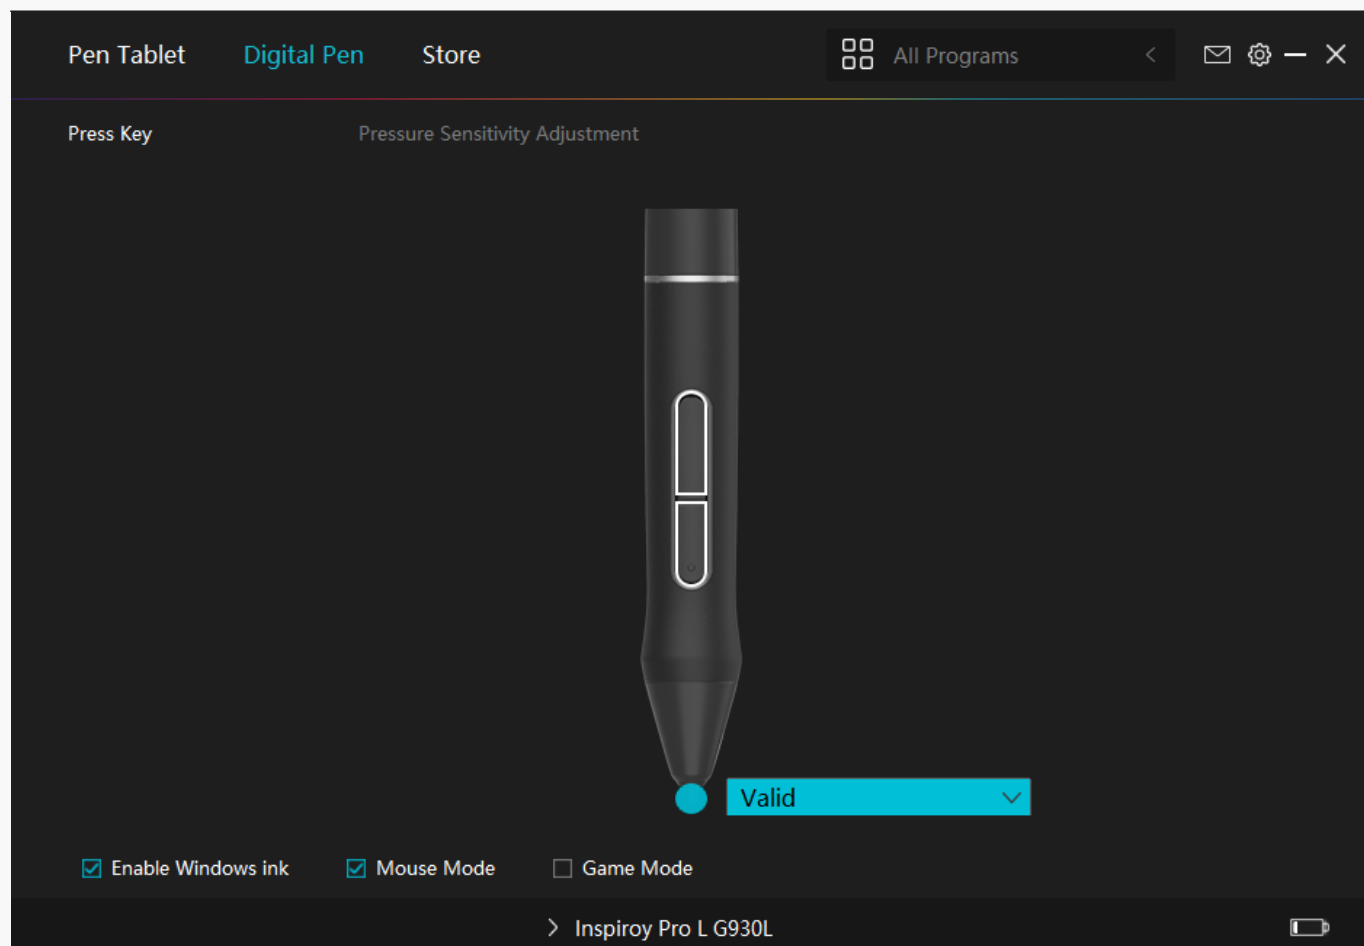 Pen Tablet Digital Pen Store All Programs
Press Key Pressure Sensitivity Adjustment
Valid
Enable Windows ink Mouse Mode Game Mode
Inspiroy Pro L G930L